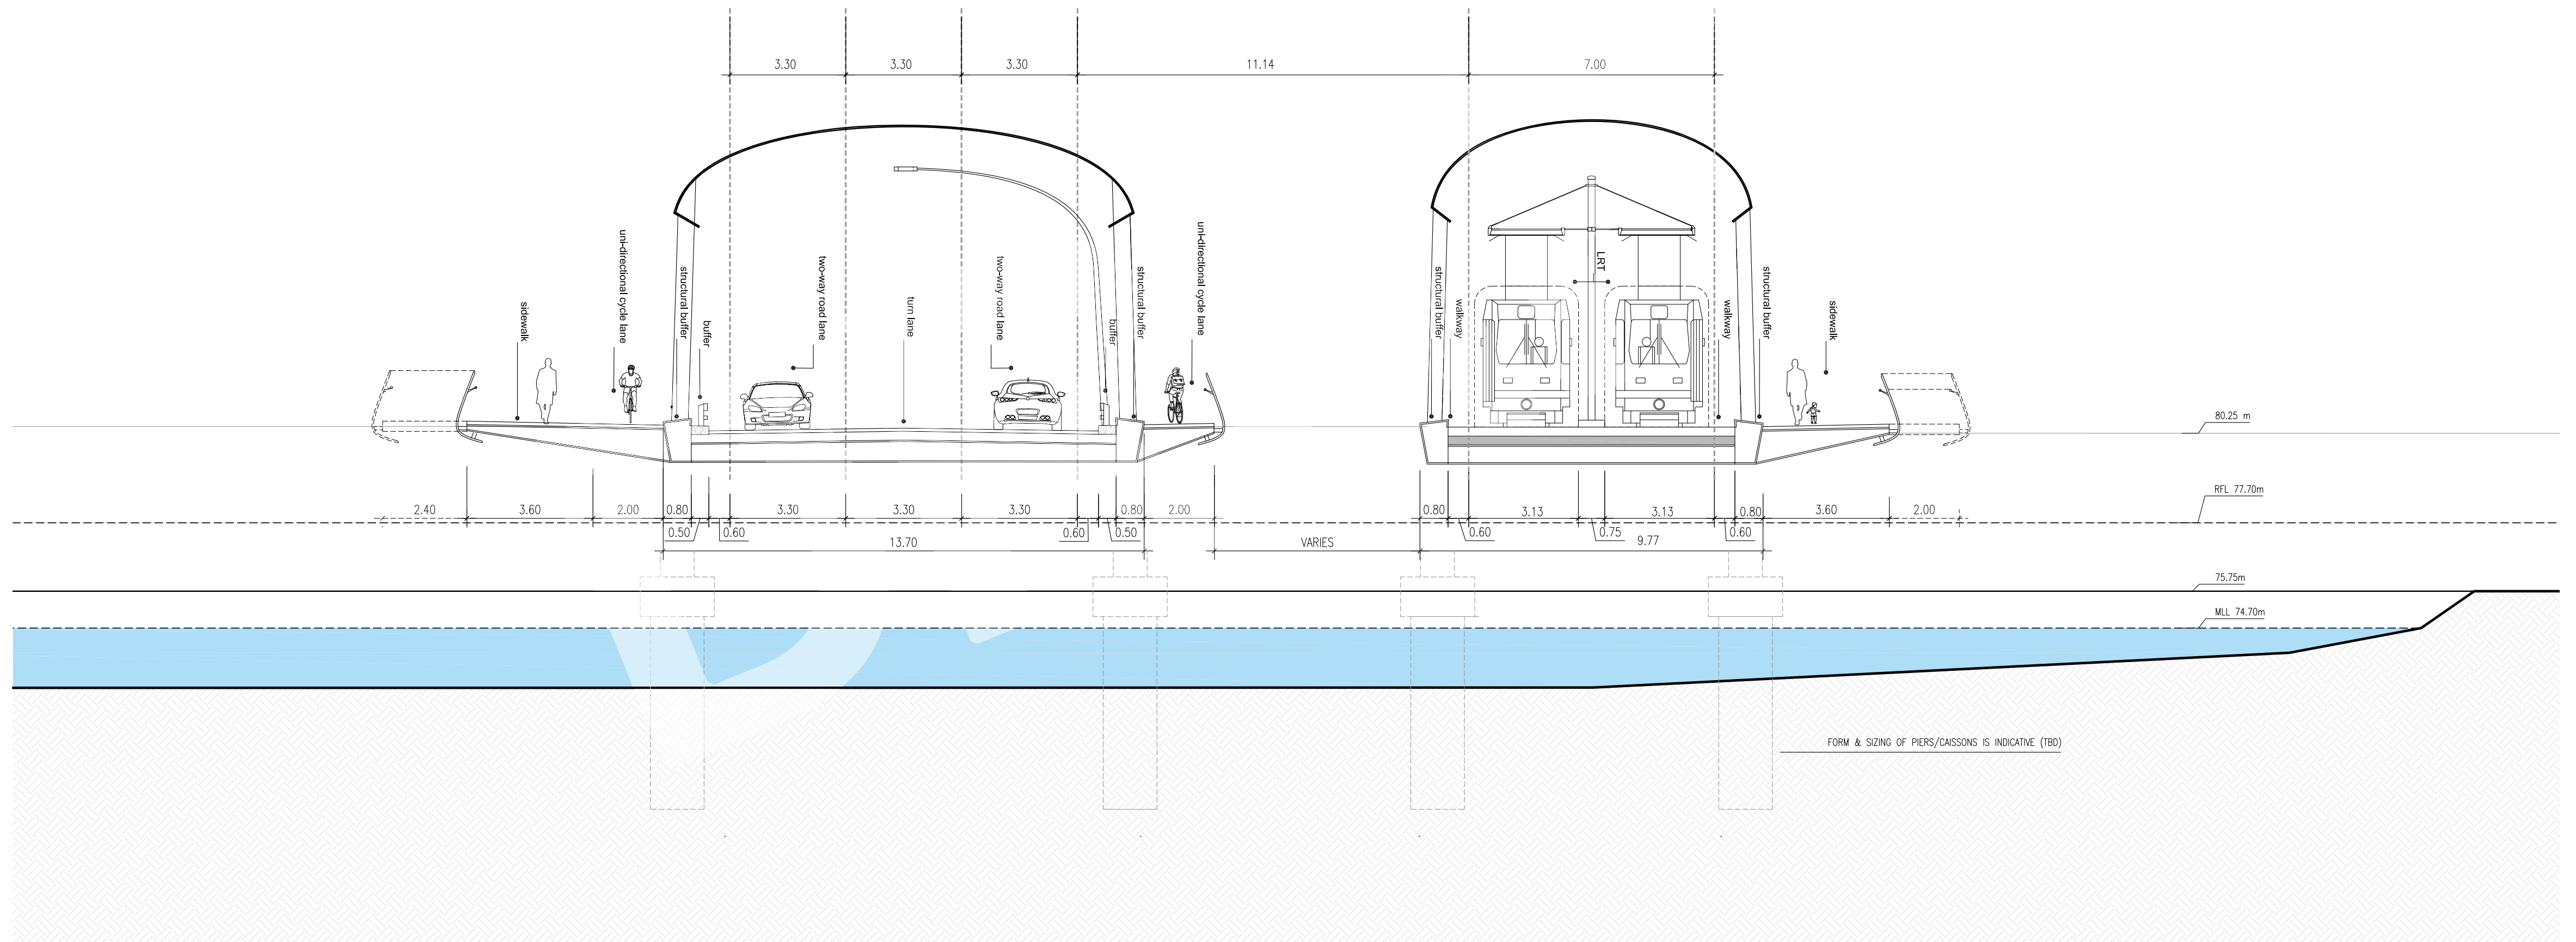 3.30
3.30
3.30
11.14
7.00
sidewalk
uni-directional cycle lane
structural buffer
buffer
two-way road lane
turn lane
two-way road lane
buffer
structural buffer
uni-directional cycle lane
structural buffer
walkway
LRT
walkway
structural buffer
sidewalk
80.25 m
RFL 77.70m
2.40
3.60
2.00
0.80
3.30
3.30
3.30
0.80
2.00
0.80
3.13
3.13
0.80
3.60
2.00
0.50
0.60
0.60
0.50
0.60
0.75
0.60
13.70
VARIES
9.77
75.75m
MLL 74.70m
FORM & SIZING OF PIERS/CAISSONS IS INDICATIVE (TBD)